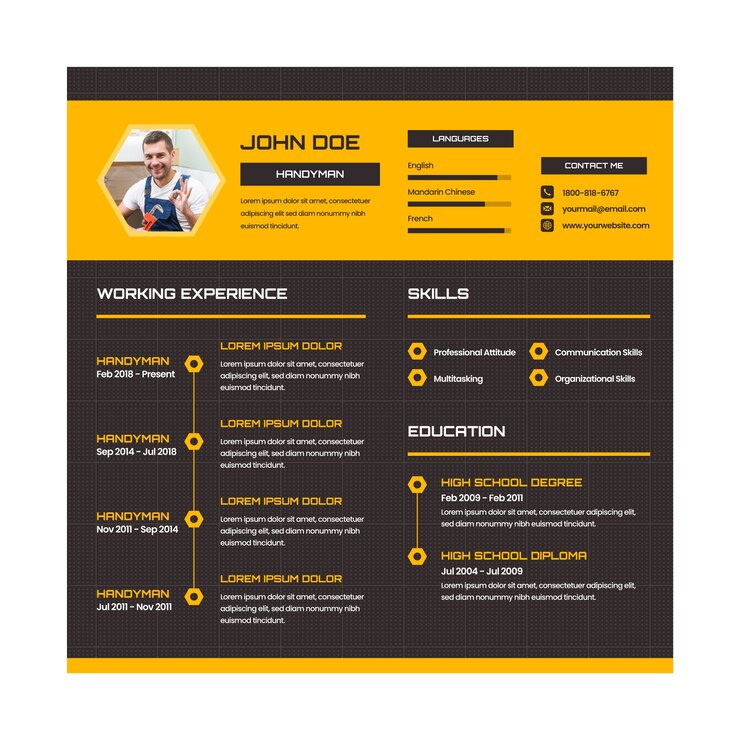 JOHN DOE
HANDYMAN
Lorem ipsum dolor sit amet, consectetuer
adipiscing elit, sed diam nonummy nibh
euismod tincidunt.
LANGUAGES
English
Mandarin Chinese
French
CONTACT ME
1800-818-6767
yourmail@email.com
www.yourwebsite.com
WORKING EXPERIENCE
HANDYMAN
Feb 2018 - Present
LOREM IPSUM DOLOR
Lorem ipsum dolor sit amet, consectetuer
adipiscing elit, sed diam nonummy nibh
euismod tincidunt.
HANDYMAN
Sep 2014 - Jul 2018
LOREM IPSUM DOLOR
Lorem ipsum dolor sit amet, consectetuer
adipiscing elit, sed diam nonummy nibh
euismod tincidunt.
HANDYMAN
Nov 2011 - Sep 2014
LOREM IPSUM DOLOR
Lorem ipsum dolor sit amet, consectetuer
adipiscing elit, sed diam nonummy nibh
euismod tincidunt.
HANDYMAN
Jul 2011 - Nov 2011
LOREM IPSUM DOLOR
Lorem ipsum dolor sit amet, consectetuer
adipiscing elit, sed diam nonummy nibh
euismod tincidunt.
SKILLS
Professional Attitude
Communication Skills
Multitasking
Organizational Skills
EDUCATION
HIGH SCHOOL DEGREE
Feb 2009 - Feb 2011
Lorem ipsum dolor sit amet, consectetuer adipiscing elit,
sed diam nonummy nibh euismod tincidunt.
HIGH SCHOOL DIPLOMA
Jul 2004 - Jul 2009
Lorem ipsum dolor sit amet, consectetuer adipiscing elit,
sed diam nonummy nibh euismod tincidunt.